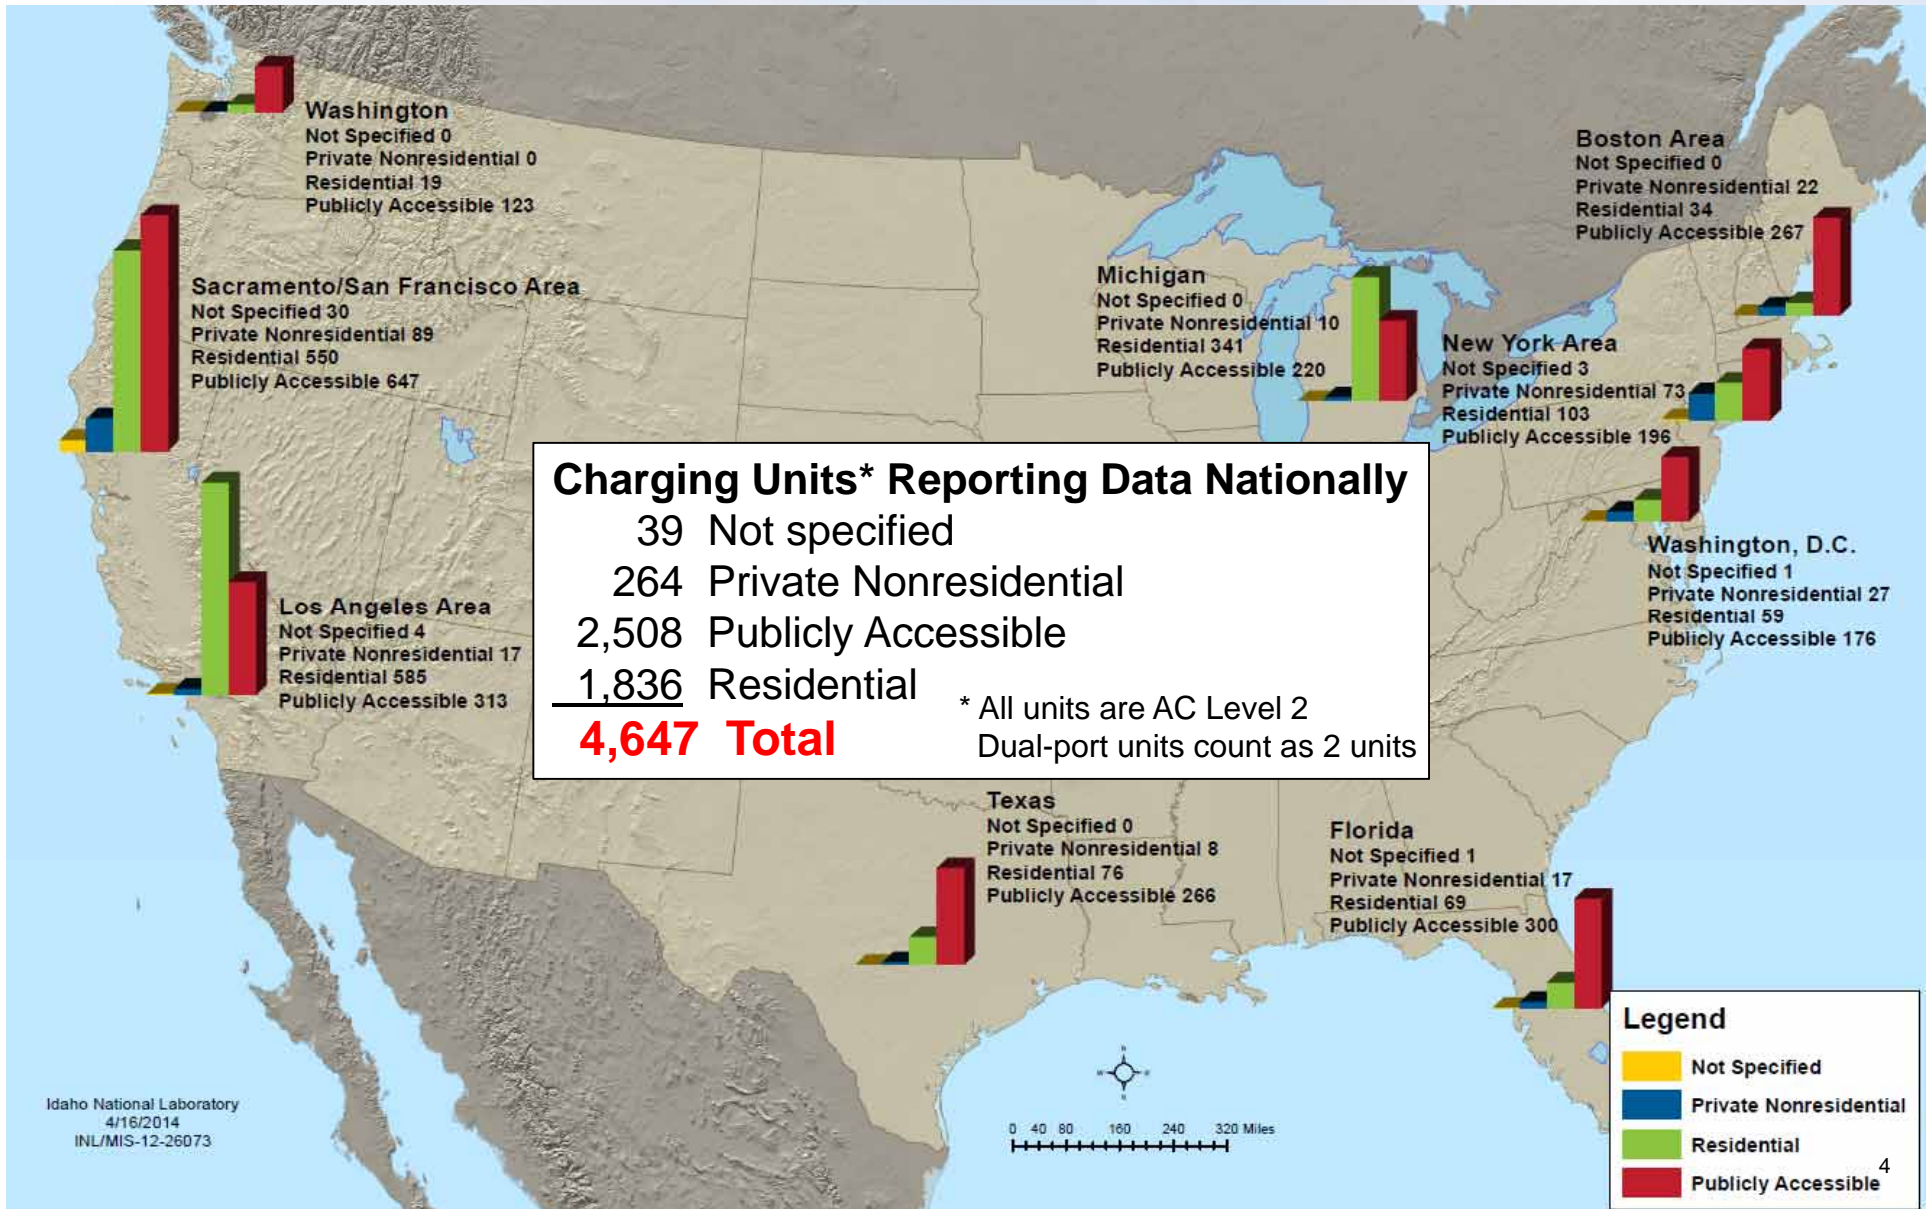 Washington
Not Specified 0
Private Nonresidential 0
Residential 19
Publicly Accessible 123
Boston Area
Not Specified 0
Private Nonresidential 22
Residential 34
Publicly Accessible 267
Sacramento/San Francisco Area
Not Specified 30
Private Nonresidential 89
Residential 550
Publicly Accessible 647
Michigan
Not Specified 0
Private Nonresidential 10
Residential 341
Publicly Accessible 220
New York Area
Not Specified 3
Private Nonresidential 73
Residential 103
Publicly Accessible 196
Charging Units* Reporting Data Nationally
39 Not specified
264 Private Nonresidential
2,508 Publicly Accessible
1,836 Residential
4,647 Total
* All units are AC Level 2
Dual-port units count as 2 units
Washington, D.C.
Not Specified 1
Private Nonresidential 27
Residential 59
Publicly Accessible 176
Los Angeles Area
Not Specified 4
Private Nonresidential 17
Residential 585
Publicly Accessible 313
Texas
Not Specified 0
Private Nonresidential 8
Residential 76
Publicly Accessible 266
Florida
Not Specified 1
Private Nonresidential 17
Residential 69
Publicly Accessible 300
Idaho National Laboratory
4/16/2014
INL/MIS-12-26073
N
W E
S
0 40 80 160 240 320 Miles
Legend
Not Specified
Private Nonresidential
Residential
Publicly Accessible
4